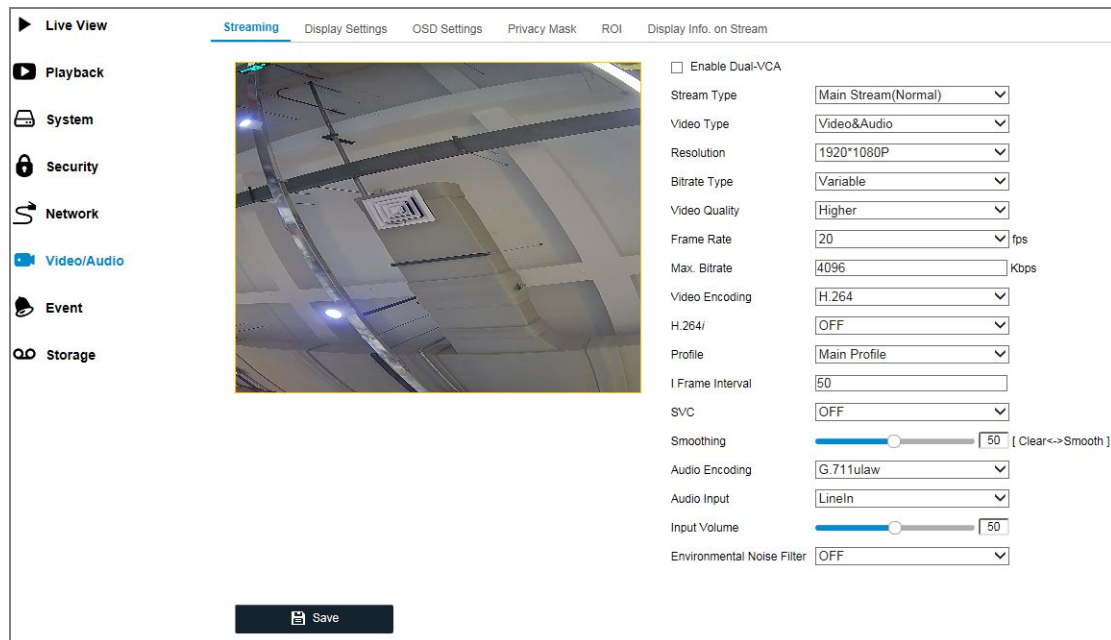 Live View
Playback
System
Security
Network
Video/Audio
Event
Storage
Streaming Display Settings OSD Settings Privacy Mask ROI Display Info. on Stream
Enable Dual-VCA
Stream Type Main Stream(Normal)
Video Type Video&Audio
Resolution 1920*1080P
Bitrate Type Variable
Video Quality Higher
Frame Rate 20 fps
Max. Bitrate 4096 Kbps
Video Encoding H.264
H.264i OFF
Profile Main Profile
I Frame Interval 50
SVC OFF
Smoothing 50 [ Clear<->Smooth ]
Audio Encoding G.711ulaw
Audio Input LineIn
Input Volume 50
Environmental Noise Filter OFF
Save